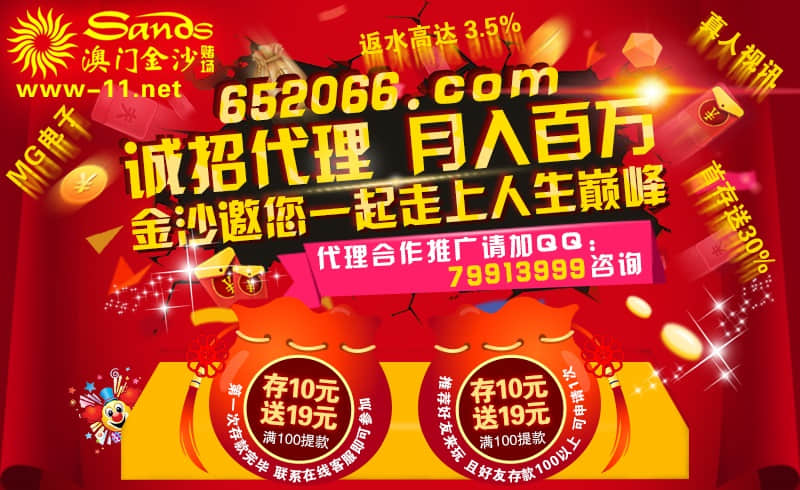 Sands
澳门金沙赌场
www-11.net
返水高达 3.5%
真人视讯
652066.com
MG电子
诚招代理 月入百万
金沙邀您一起走上人生巅峰
首存送30%
代理合作推广请加QQ：
79913999咨询
存10元
送19元
满100提款
第一次存款完毕 联系在线客服即可参加
存10元
送19元
满100提款
推荐好友来玩 且好友存款100以上 可申请1次